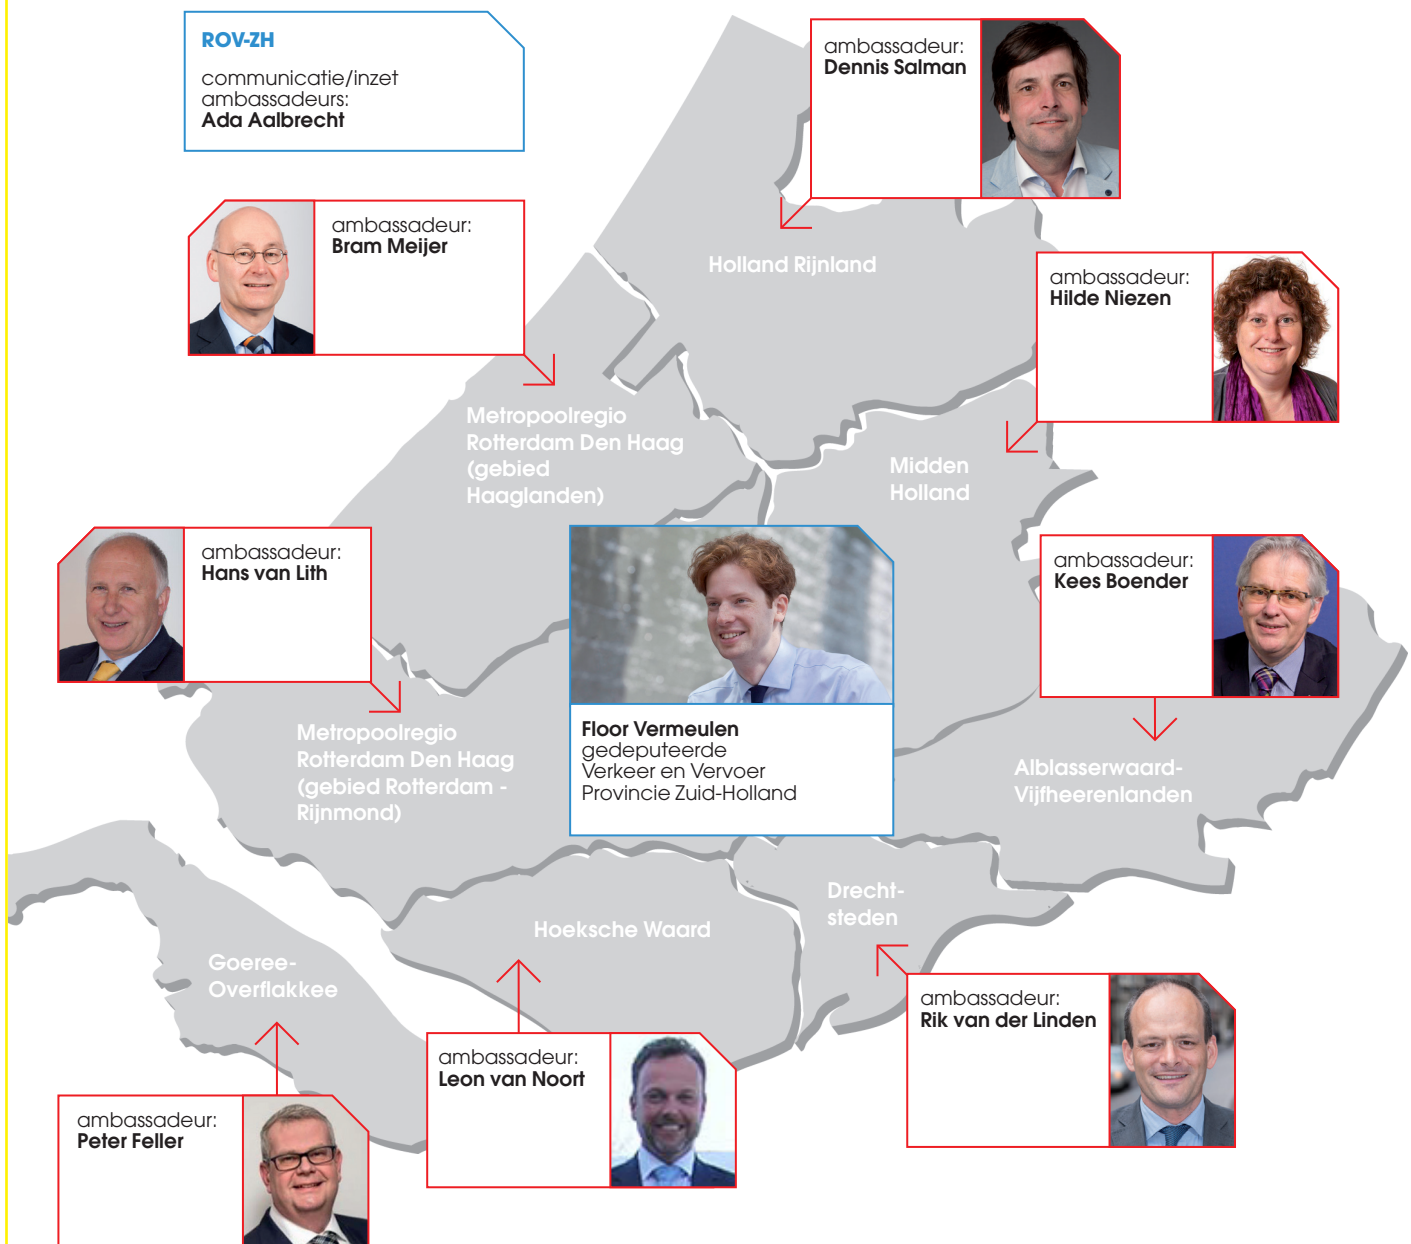 ROV-ZH
communicatie/inzet
ambassadeurs:
Ada Aalbrecht
ambassadeur:
Dennis Salman
ambassadeur:
Bram Meijer
Holland Rijnland
ambassadeur:
Hilde Niezen
Metropoolregio
Rotterdam Den Haag
(gebied
Haaglanden)
Midden
Holland
ambassadeur:
Hans van Lith
ambassadeur:
Kees Boender
Metropoolregio
Rotterdam Den Haag
(gebied Rotterdam -
Rijnmond)
Floor Vermeulen
gedeputeerde
Verkeer en Vervoer
Provincie Zuid-Holland
Alblasserwaard-
Vijfheerenlanden
Drecht-
steden
Hoeksche Waard
Goeree-
Overflakkee
ambassadeur:
Rik van der Linden
ambassadeur:
Leon van Noort
ambassadeur:
Peter Feller